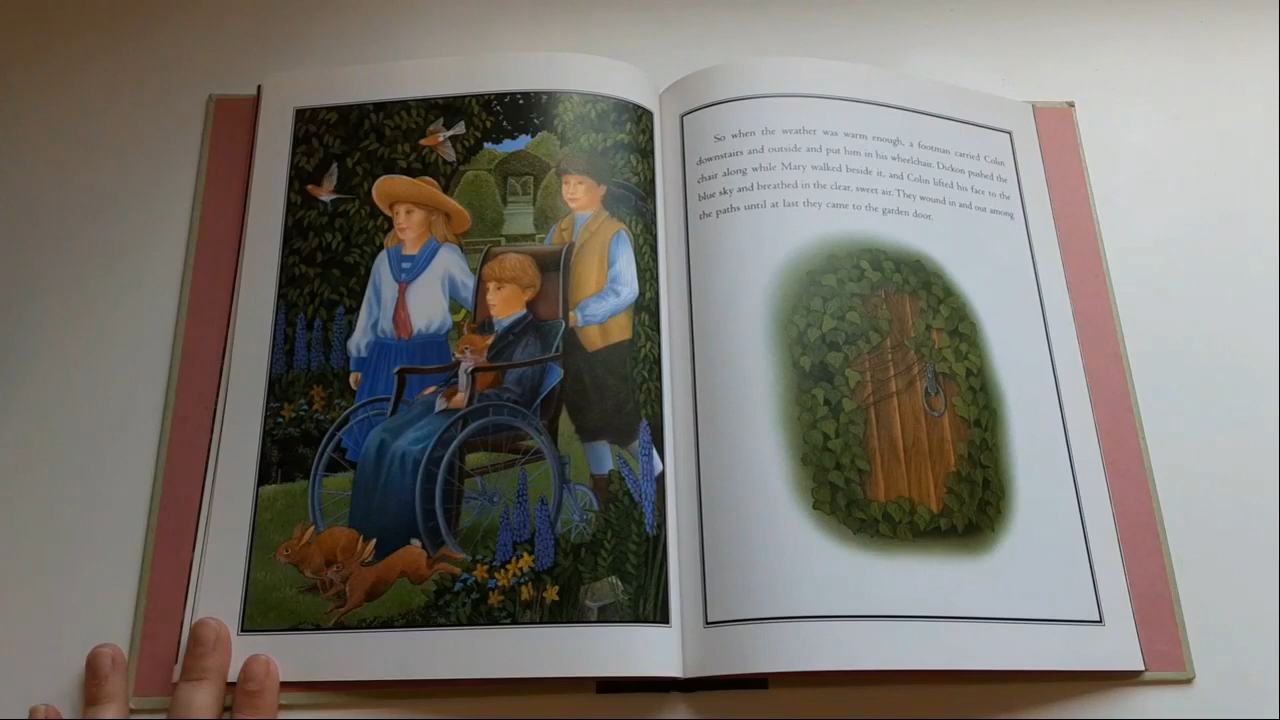 So when the weather was warm enough, a footman carried Colin
downstairs and outside and put him in his wheelchair. Dickon pushed the
chair along while Mary walked beside it, and Colin lifted his face to the
blue sky and breathed in the clear, sweet air. They wound in and out among
the paths until at last they came to the garden door.